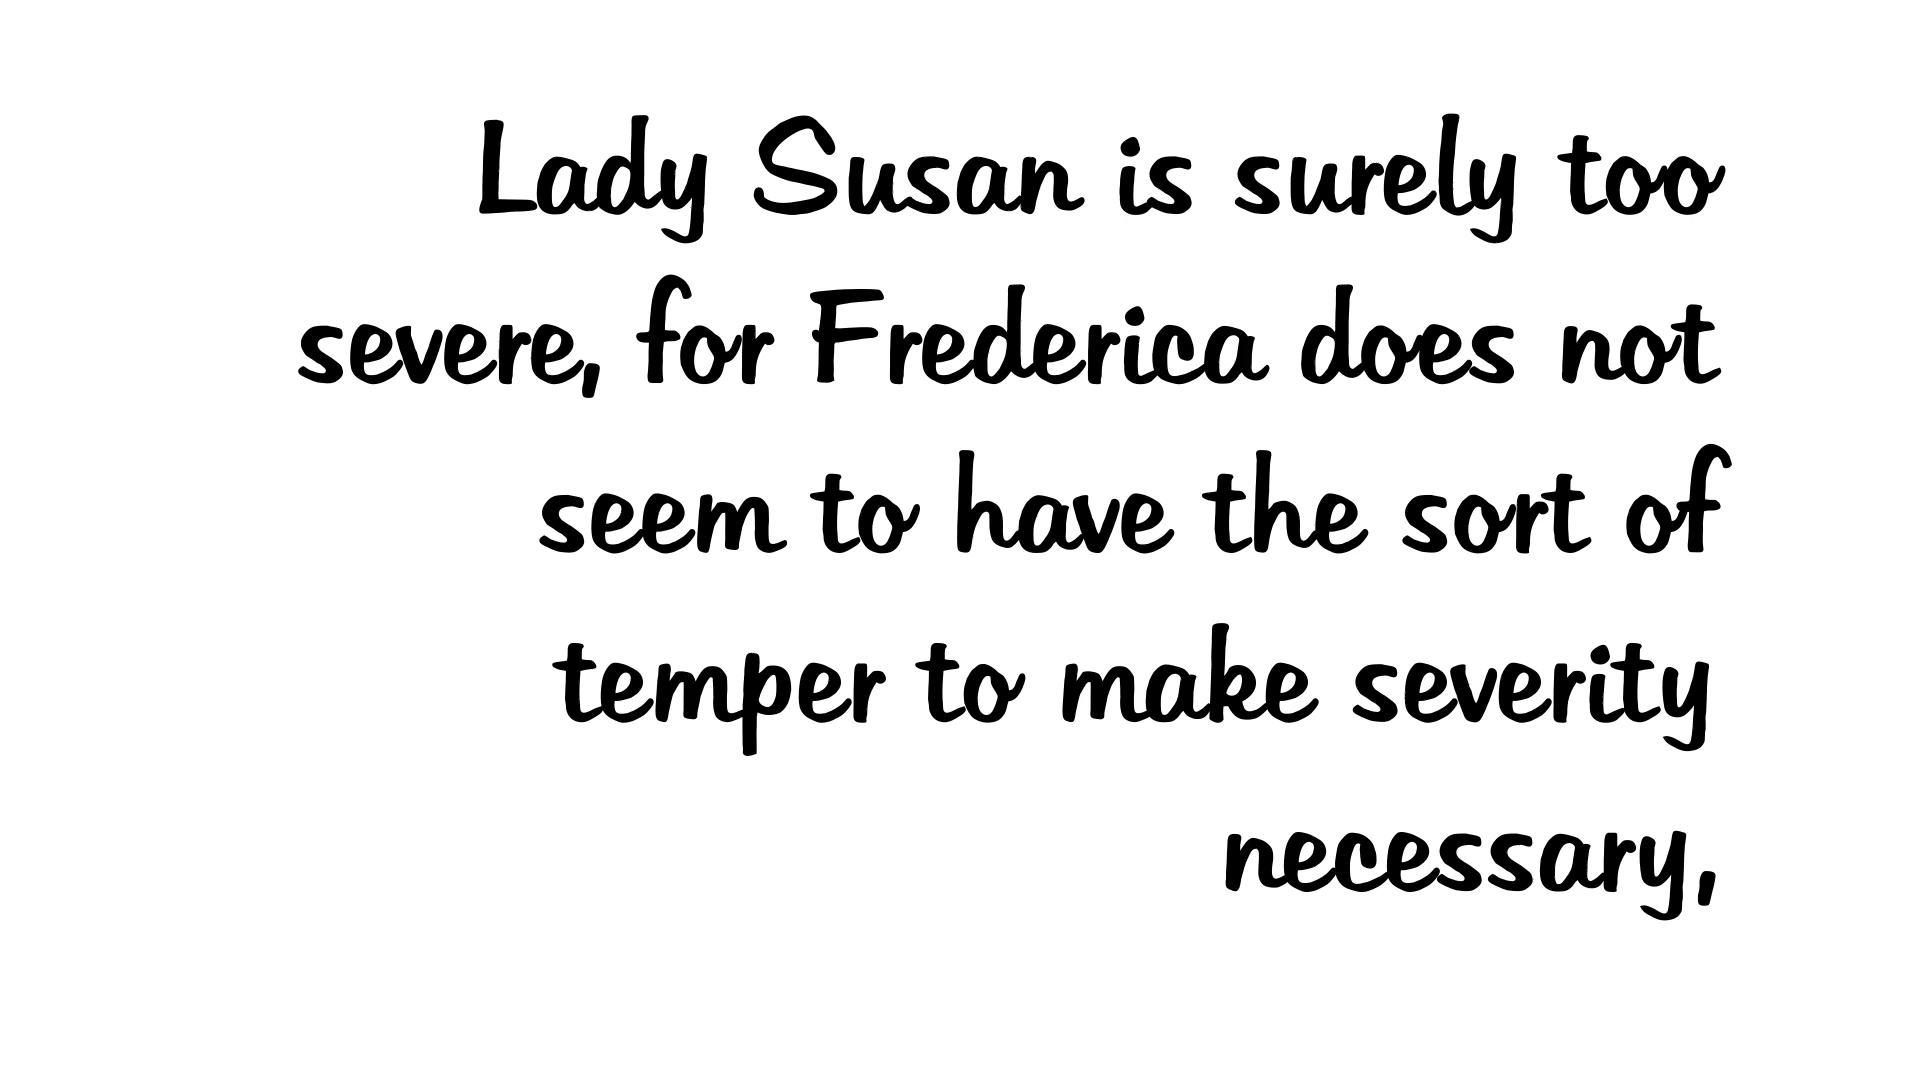 Lady Susan is surely too
severe, for Frederica does not
seem to have the sort of
temper to make severity
necessary,